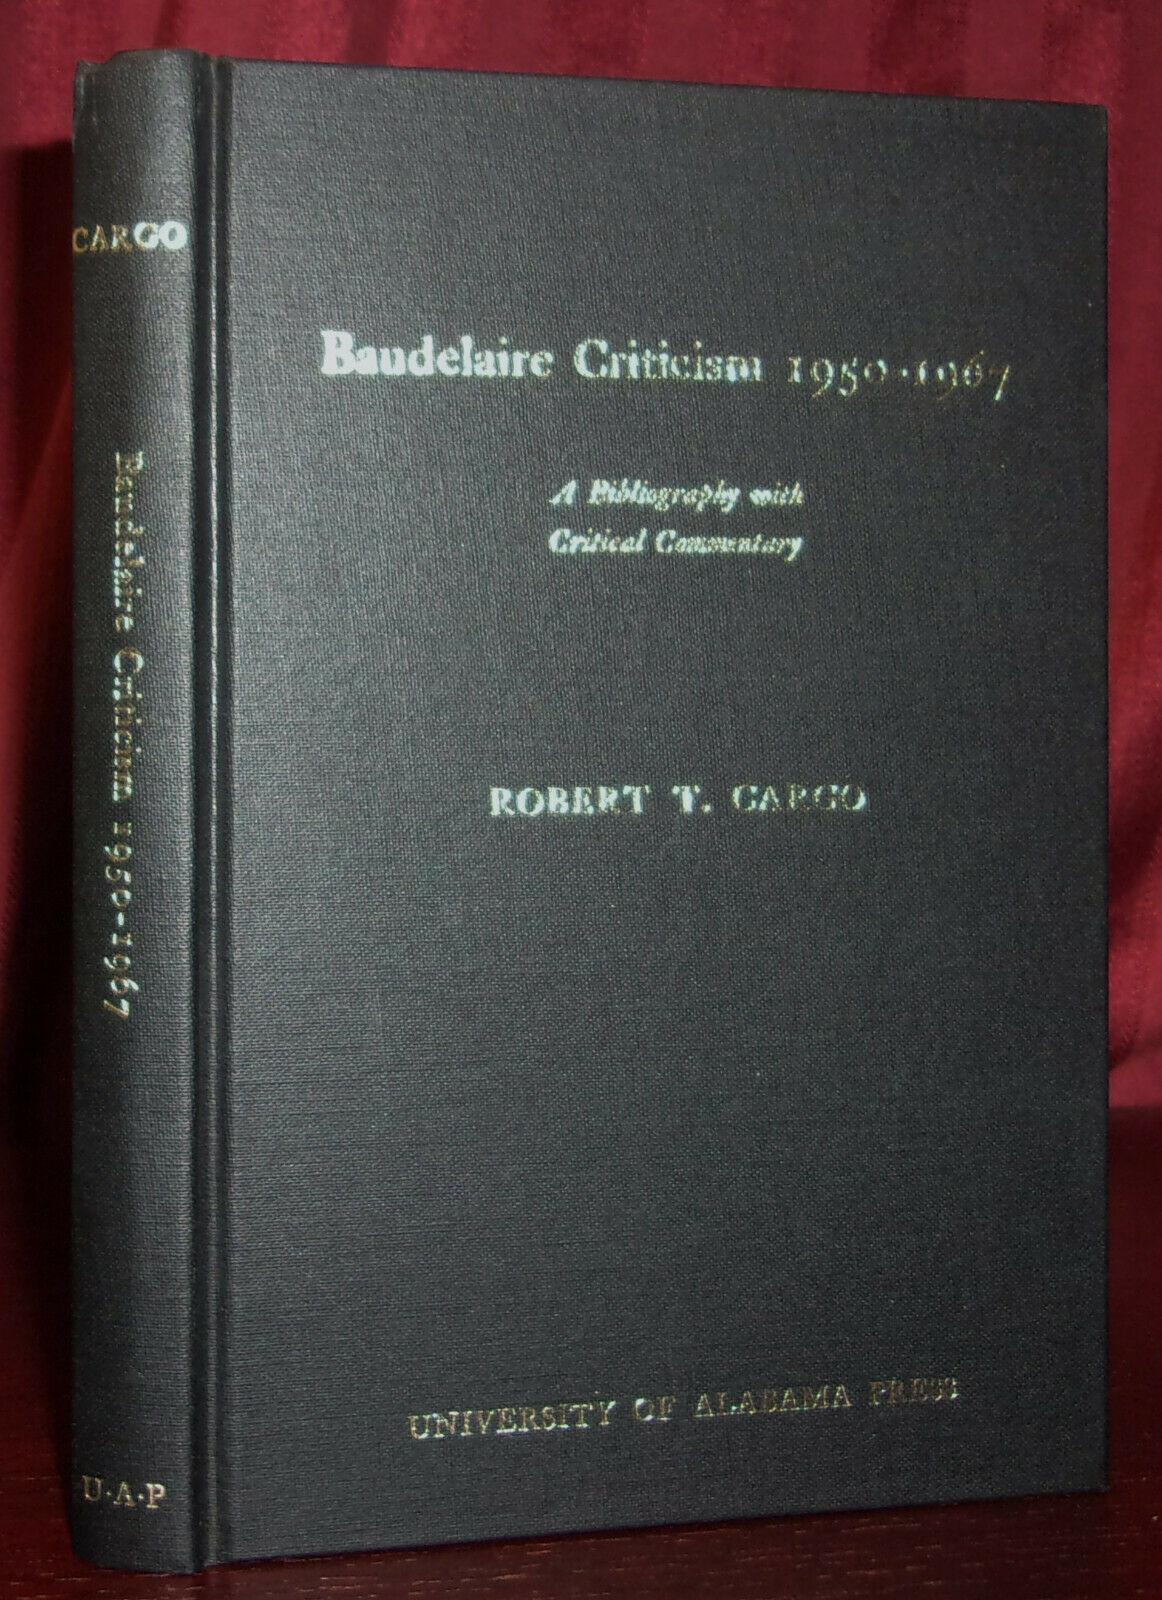 CARGO
Baudelaire Criticism 1950-1967
U·A·P
Baudelaire Criticism 1950-1967
A Bibliography with
Critical Commentary
ROBERT T. CARGO
UNIVERSITY OF ALABAMA PRESS